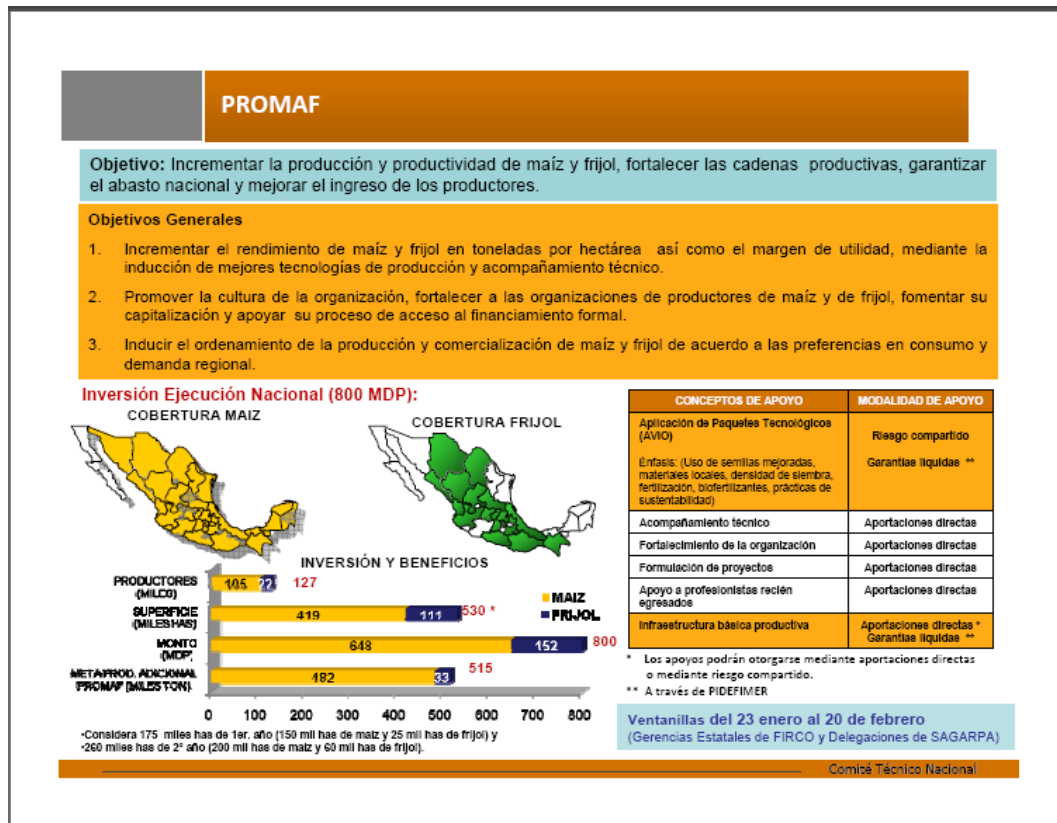 PROMAF
Objetivo: Incrementar la producción y productividad de maíz y frijol, fortalecer las cadenas productivas, garantizar
el abasto nacional y mejorar el ingreso de los productores.
Objetivos Generales
1. Incrementar el rendimiento de maíz y frijol en toneladas por hectárea así como el margen de utilidad, mediante la
inducción de mejores tecnologías de producción y acompañamiento técnico.
2. Promover la cultura de la organización, fortalecer a las organizaciones de productores de maíz y de frijol, fomentar su
capitalización y apoyar su proceso de acceso al financiamiento formal.
3. Inducir el ordenamiento de la producción y comercialización de maíz y frijol de acuerdo a las preferencias en consumo y
demanda regional.
Inversión Ejecución Nacional (800 MDP):
COBERTURA MAIZ
COBERTURA FRIJOL
INVERSIÓN Y BENEFICIOS
PRODUCTORES
(MILES)
105 22 127
SUPERFICIE
(MILES HAS)
419 111 530 *
MONTO
(MDP)
648 152 800
META PROD. ADICIONAL
PROMAF (MILES TON).
482 33 515
MAIZ
FRIJOL
0 100 200 300 400 500 600 700 800
•Considera 175 miles has de 1er. año (150 mil has de maiz y 25 mil has de frijol) y
•260 miles has de 2° año (200 mil has de maiz y 60 mil has de frijol).
CONCEPTOS DE APOYO MODALIDAD DE APOYO
Aplicación de Paquetes Tecnológicos
(AVIO)
Énfasis: (Uso de semillas mejoradas,
materiales locales, densidad de siembra,
fertilización, biofertilizantes, prácticas de
sustentabilidad)
Riesgo compartido
Garantías líquidas **
Acompañamiento técnico Aportaciones directas
Fortalecimiento de la organización Aportaciones directas
Formulación de proyectos Aportaciones directas
Apoyo a profesionistas recién
egresados
Aportaciones directas
Infraestructura básica productiva
Aportaciones directas *
Garantías líquidas **
* Los apoyos podrán otorgarse mediante aportaciones directas
o mediante riesgo compartido.
** A través de PIDEFIMER
Ventanillas del 23 enero al 20 de febrero
(Gerencias Estatales de FIRCO y Delegaciones de SAGARPA)
Comité Técnico Nacional